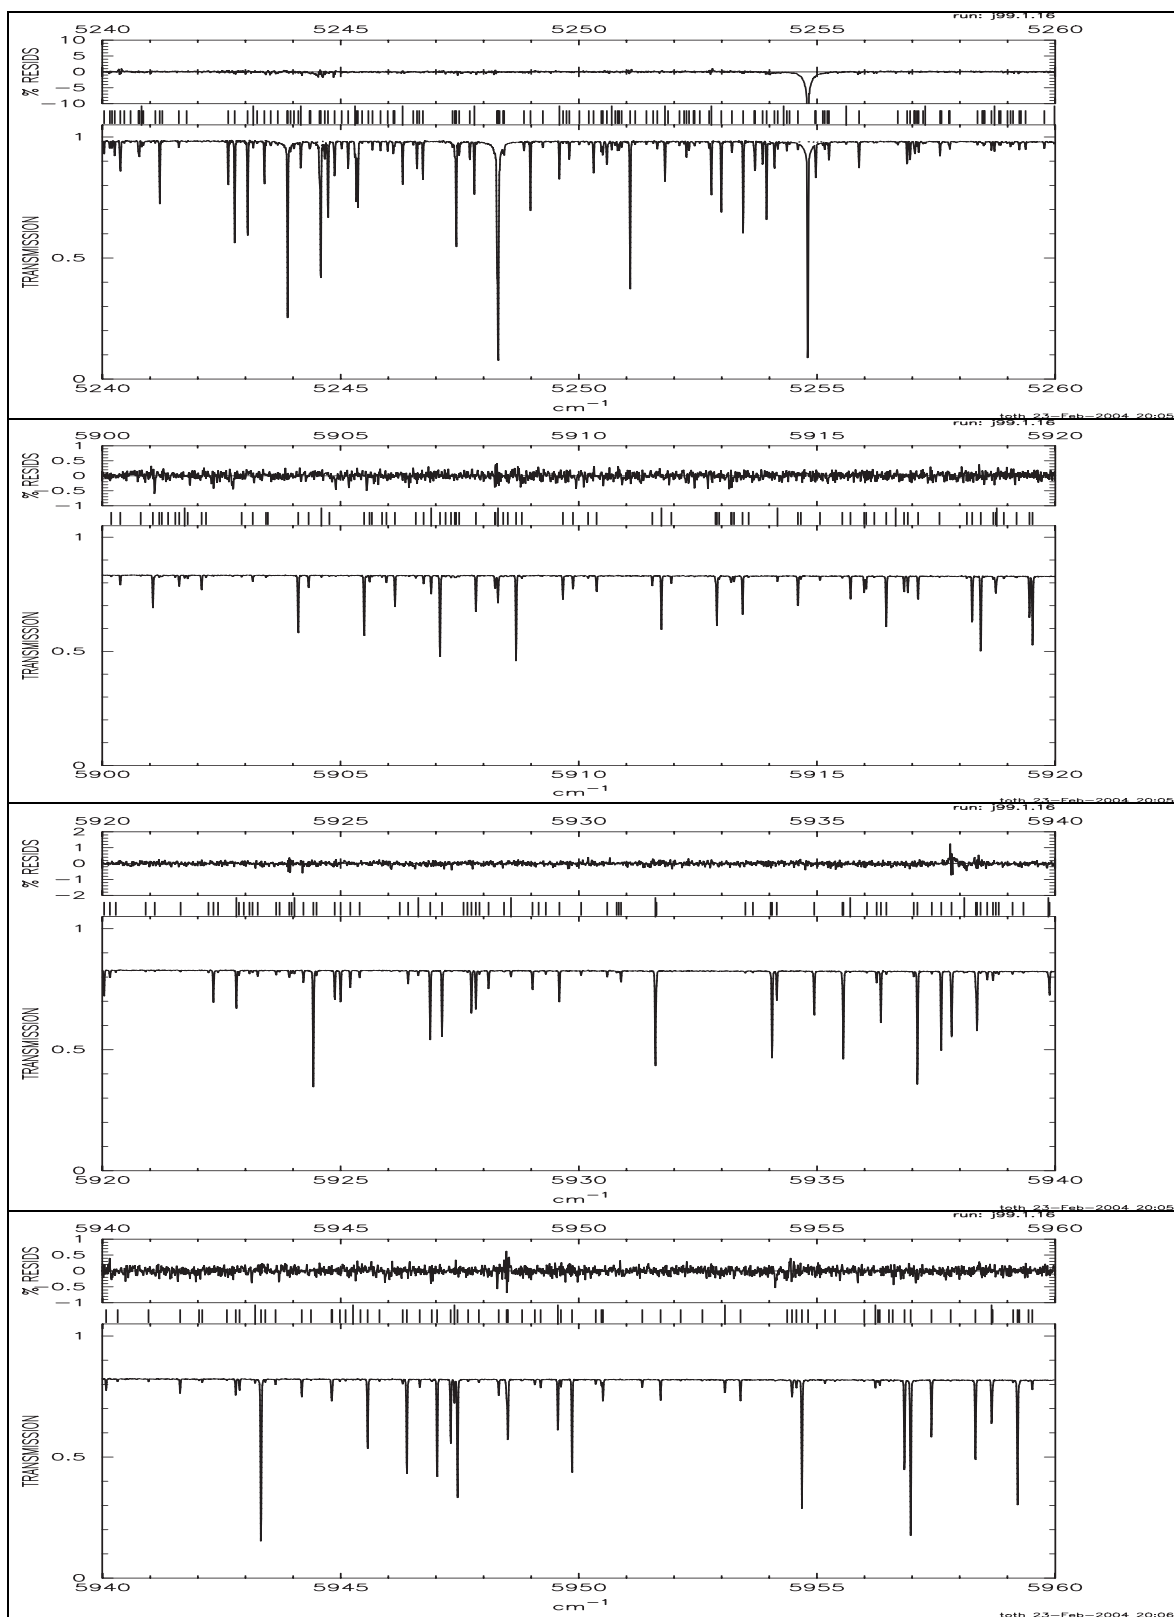 run: j99.1.16
5240 5245 5250 5255 5260
10
5
0
−5
−10
% RESIDS
1
0.5
0
TRANSMISSION
5240 5245 5250 5255 5260
cm−1
toth 23-Feb-2004 20:05
run: j99.1.16
5900 5905 5910 5915 5920
1
0.5
0
−0.5
−1
% RESIDS
1
0.5
0
TRANSMISSION
5900 5905 5910 5915 5920
cm−1
toth 23-Feb-2004 20:05
run: j99.1.16
5920 5925 5930 5935 5940
2
1
0
−1
−2
% RESIDS
1
0.5
0
TRANSMISSION
5920 5925 5930 5935 5940
cm−1
toth 23-Feb-2004 20:05
run: j99.1.16
5940 5945 5950 5955 5960
1
0.5
0
−0.5
−1
% RESIDS
1
0.5
0
TRANSMISSION
5940 5945 5950 5955 5960
cm−1
toth 23-Feb-2004 20:06